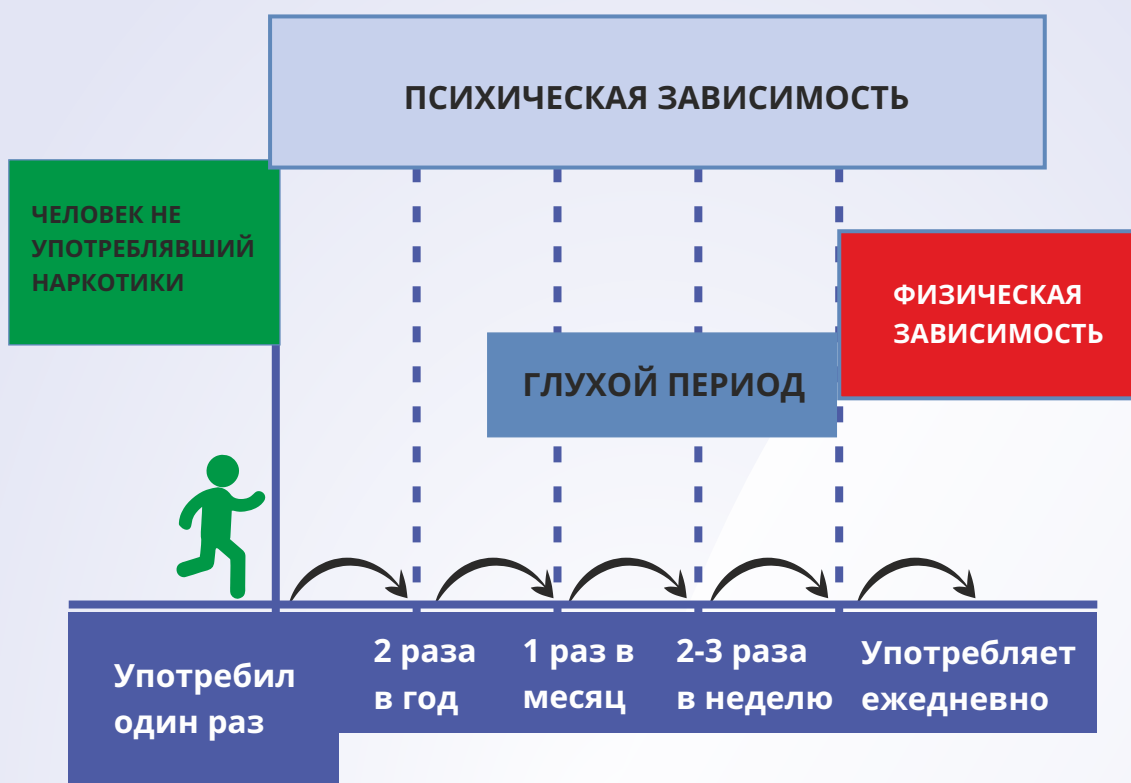 ПСИХИЧЕСКАЯ ЗАВИСИМОСТЬ
ЧЕЛОВЕК НЕ
УПОТРЕБЛЯВШИЙ
НАРКОТИКИ
ФИЗИЧЕСКАЯ
ЗАВИСИМОСТЬ
ГЛУХОЙ ПЕРИОД
Употребил
один раз
2 раза
в год
1 раз в
месяц
2-3 раза
в неделю
Употребляет
ежедневно